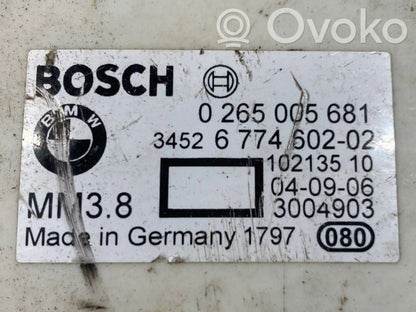 Ovoko
BOSCH
BMW
0 265 005 681
3452 6 774 602-02
102135 10
04-09-06
MM3.8
3004903
Made in Germany 1797
080